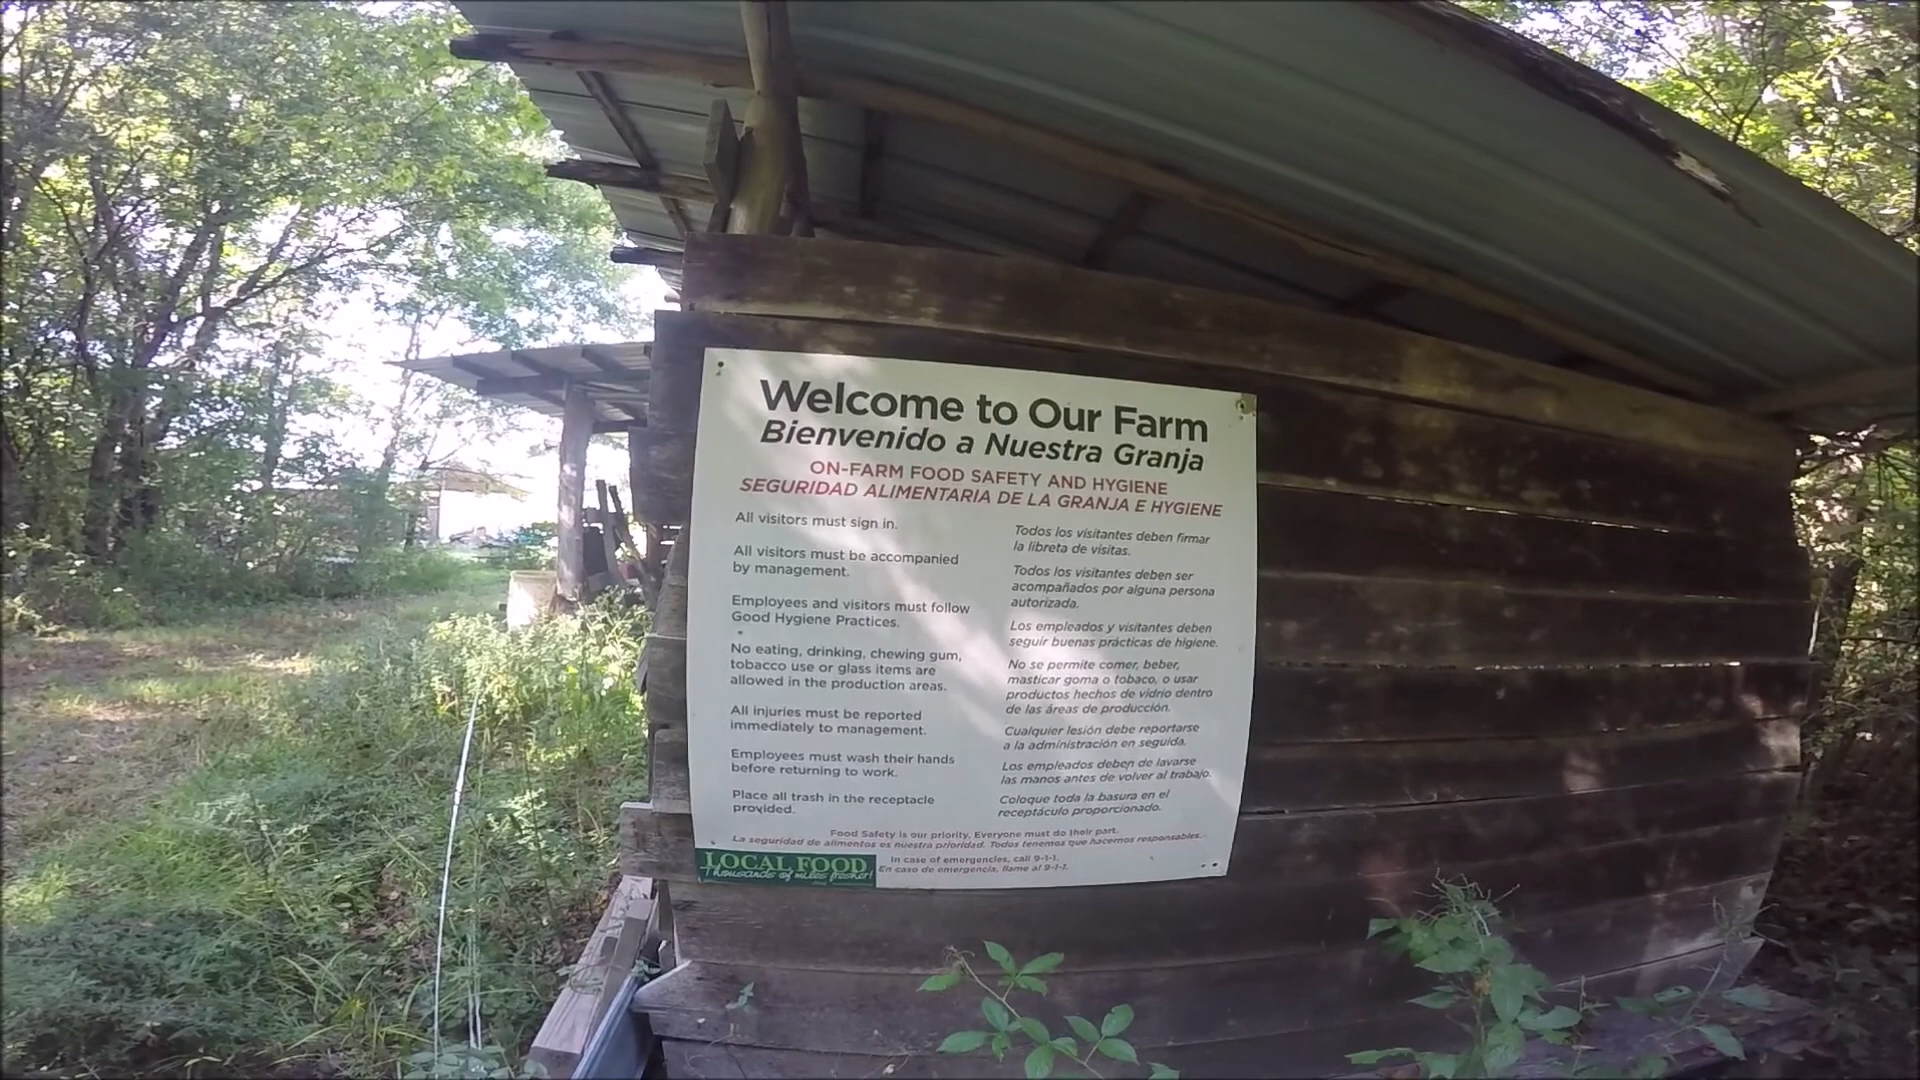 Welcome to Our Farm
Bienvenido a Nuestra Granja
ON-FARM FOOD SAFETY AND HYGIENE
SEGURIDAD ALIMENTARIA DE LA GRANJA E HYGIENE
All visitors must sign in.
All visitors must be accompanied
by management.
Employees and visitors must follow
Good Hygiene Practices.
No eating, drinking, chewing gum,
tobacco use or glass items are
allowed in the production areas.
All injuries must be reported
immediately to management.
Employees must wash their hands
before returning to work.
Place all trash in the receptacle
provided.
Todos los visitantes deben firmar
la libreta de visitas.
Todos los visitantes deben ser
acompañados por alguna persona
autorizada.
Los empleados y visitantes deben
seguir buenas prácticas de higiene.
No se permite comer, beber,
masticar goma o tobaco, o usar
productos hechos de vidrio dentro
de las áreas de producción.
Cualquier lesión debe reportarse
a la administración en seguida.
Los empleados deben de lavarse
las manos antes de volver al trabajo.
Coloque toda la basura en el
receptáculo proporcionado.
Food Safety is our priority. Everyone must do their part.
La seguridad de alimentos es nuestra prioridad. Todos tenemos que hacernos responsables.
LOCAL FOOD
Thousands of miles fresher!
In case of emergencies, call 9-1-1.
En caso de emergencia, llame al 9-1-1.